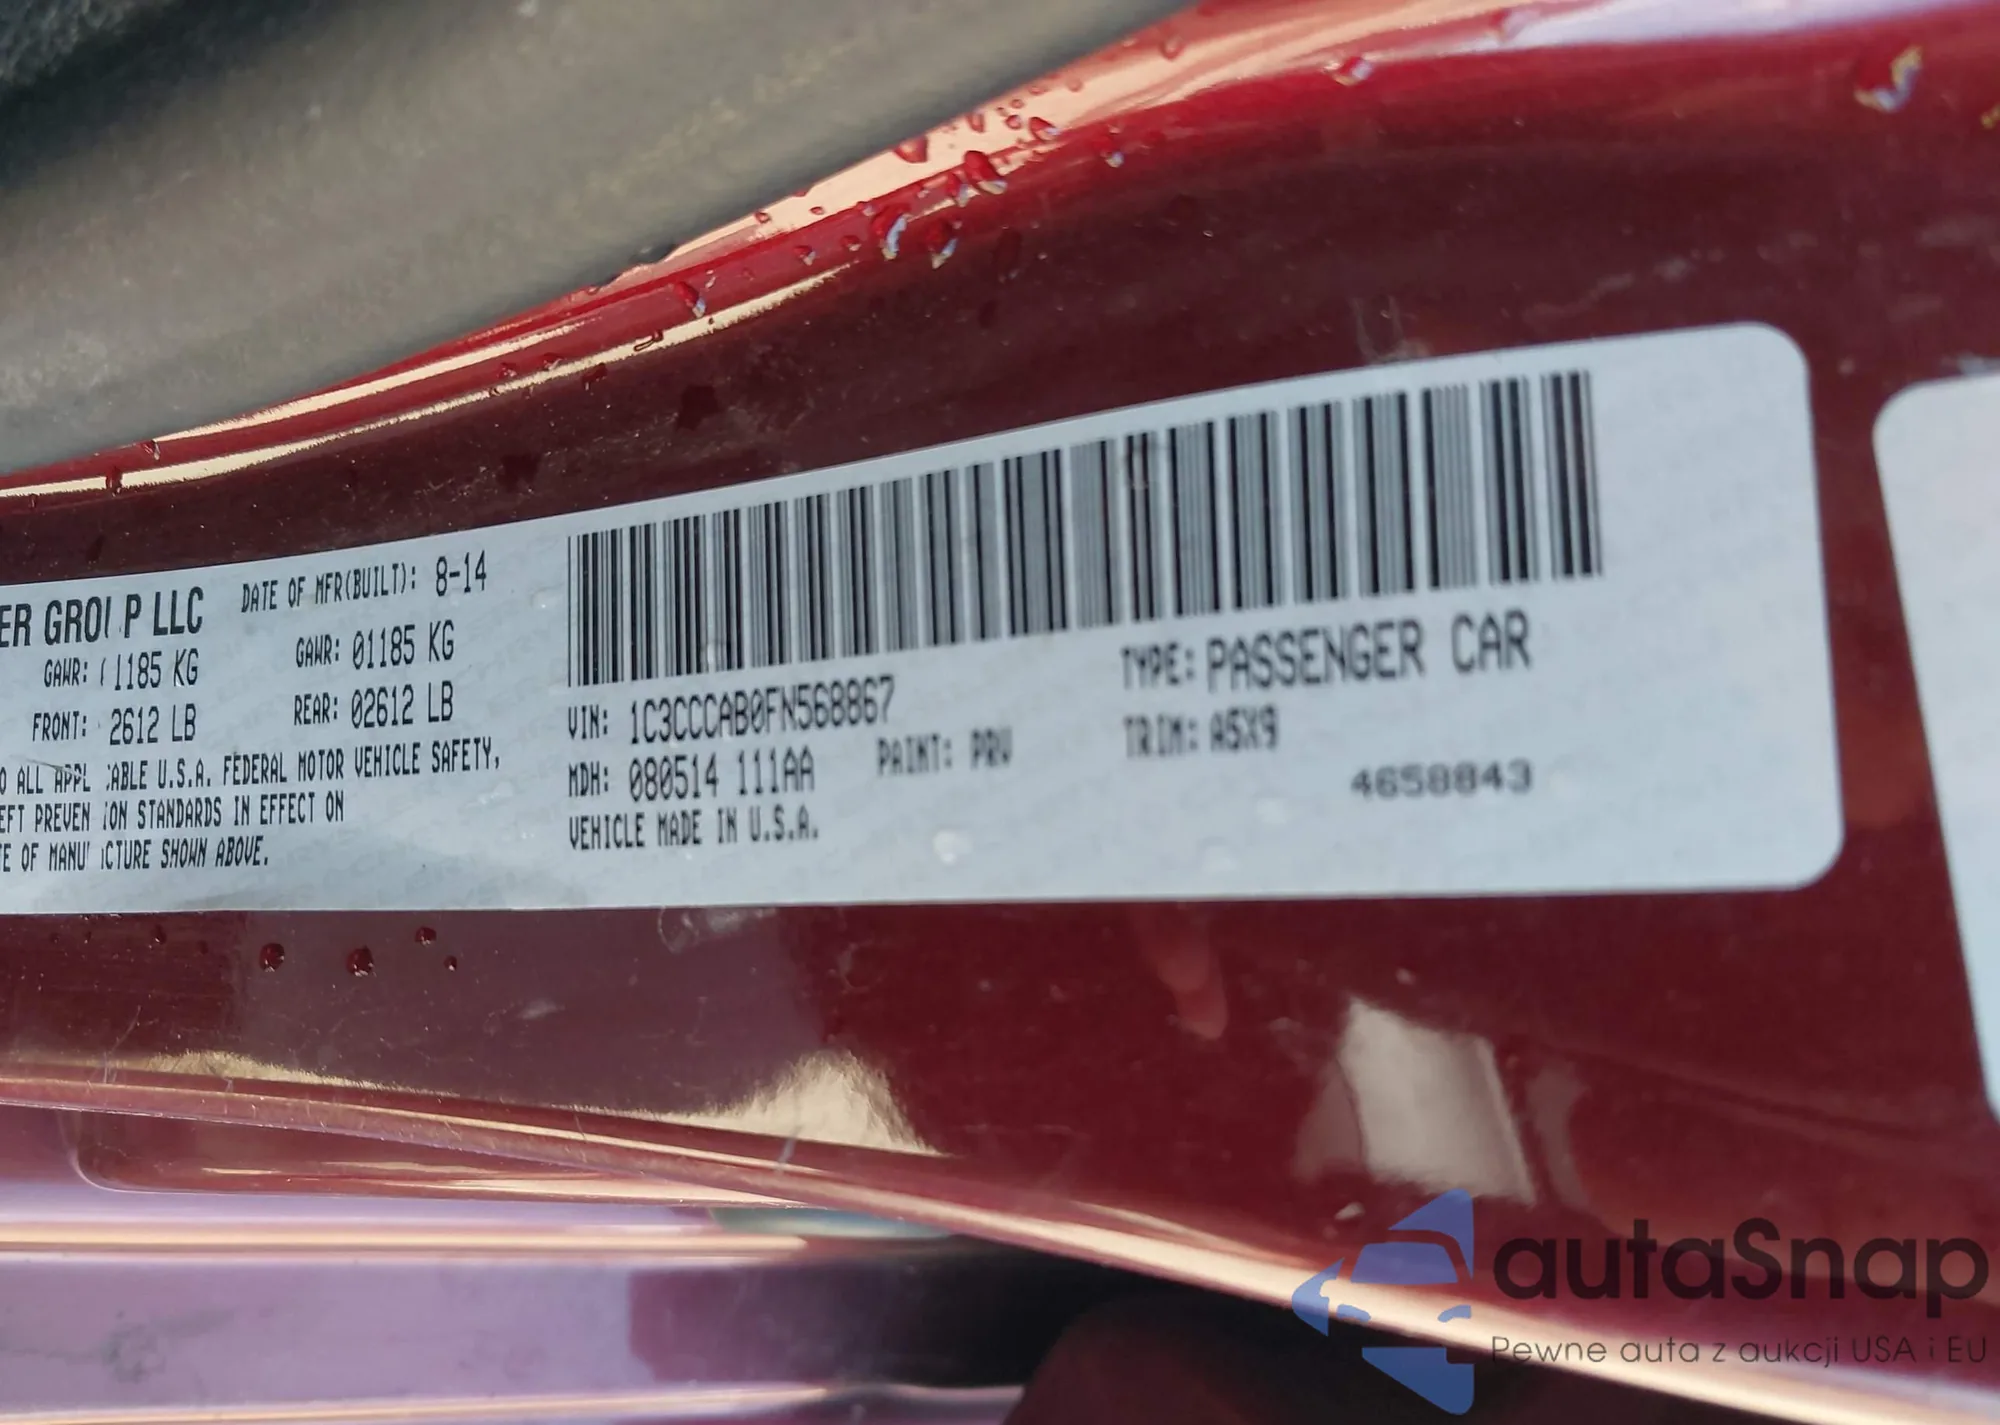 ER GROUP LLC DATE OF MFR(BUILT): 8-14
GAWR: 1185 KG GAWR: 01185 KG
FRONT: 2612 LB REAR: 02612 LB
O ALL APPL CABLE U.S.A. FEDERAL MOTOR VEHICLE SAFETY,
EFT PREVEN ION STANDARDS IN EFFECT ON
TE OF MANU CTURE SHOWN ABOVE.
VIN: 1C3CCCAB0FN568867 TYPE: PASSENGER CAR
MDH: 080514 111AA PAINT: PRV TRIM: A5X9
VEHICLE MADE IN U.S.A. 4658843
autaSnap
Pewne auta z aukcji USA i EU